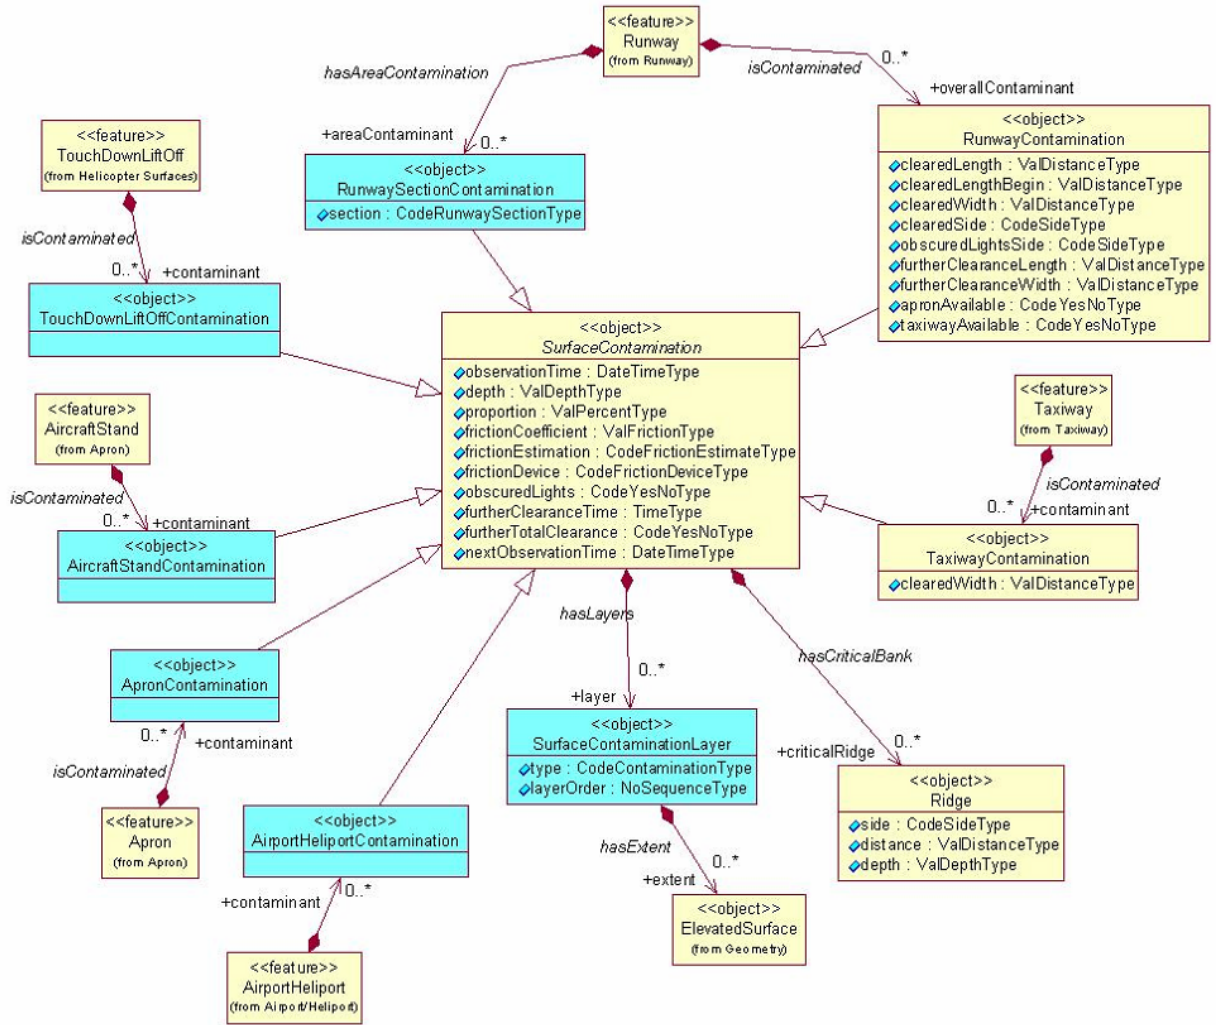 <<feature>>
Runway
(from Runway)
hasAreaContamination
isContaminated
0..*
+overallContaminant
+areaContaminant
0..*
<<object>>
RunwayContamination
clearedLength : ValDistanceType
clearedLengthBegin : ValDistanceType
clearedWidth : ValDistanceType
clearedSide : CodeSideType
obscuredLightsSide : CodeSideType
furtherClearanceLength : ValDistanceType
furtherClearanceWidth : ValDistanceType
apronAvailable : CodeYesNoType
taxiwayAvailable : CodeYesNoType
<<feature>>
TouchDownLiftOff
(from Helicopter Surfaces)
<<object>>
RunwaySectionContamination
section : CodeRunwaySectionType
isContaminated
0..*
+contaminant
<<object>>
TouchDownLiftOffContamination
<<object>>
SurfaceContamination
observationTime : DateTimeType
depth : ValDepthType
proportion : ValPercentType
frictionCoefficient : ValFrictionType
frictionEstimation : CodeFrictionEstimateType
frictionDevice : CodeFrictionDeviceType
obscuredLights : CodeYesNoType
furtherClearanceTime : TimeType
furtherTotalClearance : CodeYesNoType
nextObservationTime : DateTimeType
<<feature>>
AircraftStand
(from Apron)
isContaminated
0..*
+contaminant
<<object>>
AircraftStandContamination
<<feature>>
Taxiway
(from Taxiway)
isContaminated
0..*
+contaminant
<<object>>
TaxiwayContamination
clearedWidth : ValDistanceType
hasLayers
0..*
+layer
hasCriticalBank
0..*
+criticalRidge
<<object>>
ApronContamination
0..*
+contaminant
isContaminated
<<feature>>
Apron
(from Apron)
<<object>>
SurfaceContaminationLayer
type : CodeContaminationType
layerOrder : NoSequenceType
<<object>>
Ridge
side : CodeSideType
distance : ValDistanceType
depth : ValDepthType
<<object>>
AirportHeliportContamination
0..*
+contaminant
hasExtent
0..*
+extent
<<object>>
ElevatedSurface
(from Geometry)
<<feature>>
AirportHeliport
(from Airport/Heliport)